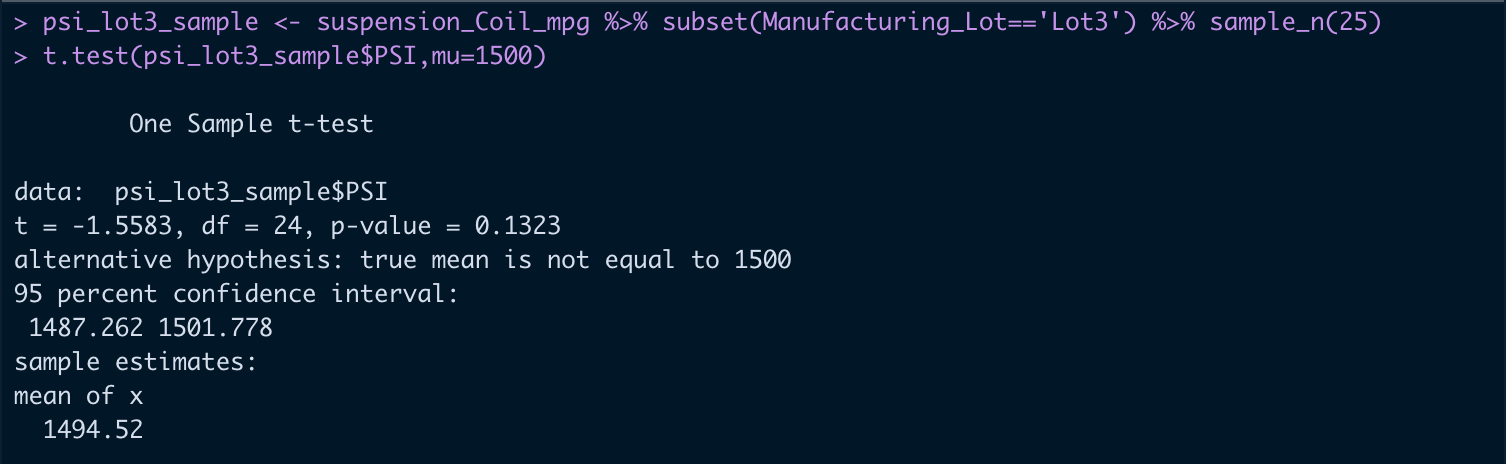 > psi_lot3_sample <- suspension_Coil_mpg %>% subset(Manufacturing_Lot=='Lot3') %>% sample_n(25)
> t.test(psi_lot3_sample$PSI,mu=1500)
One Sample t-test
data:  psi_lot3_sample$PSI
t = -1.5583, df = 24, p-value = 0.1323
alternative hypothesis: true mean is not equal to 1500
95 percent confidence interval:
1487.262 1501.778
sample estimates:
mean of x
1494.52